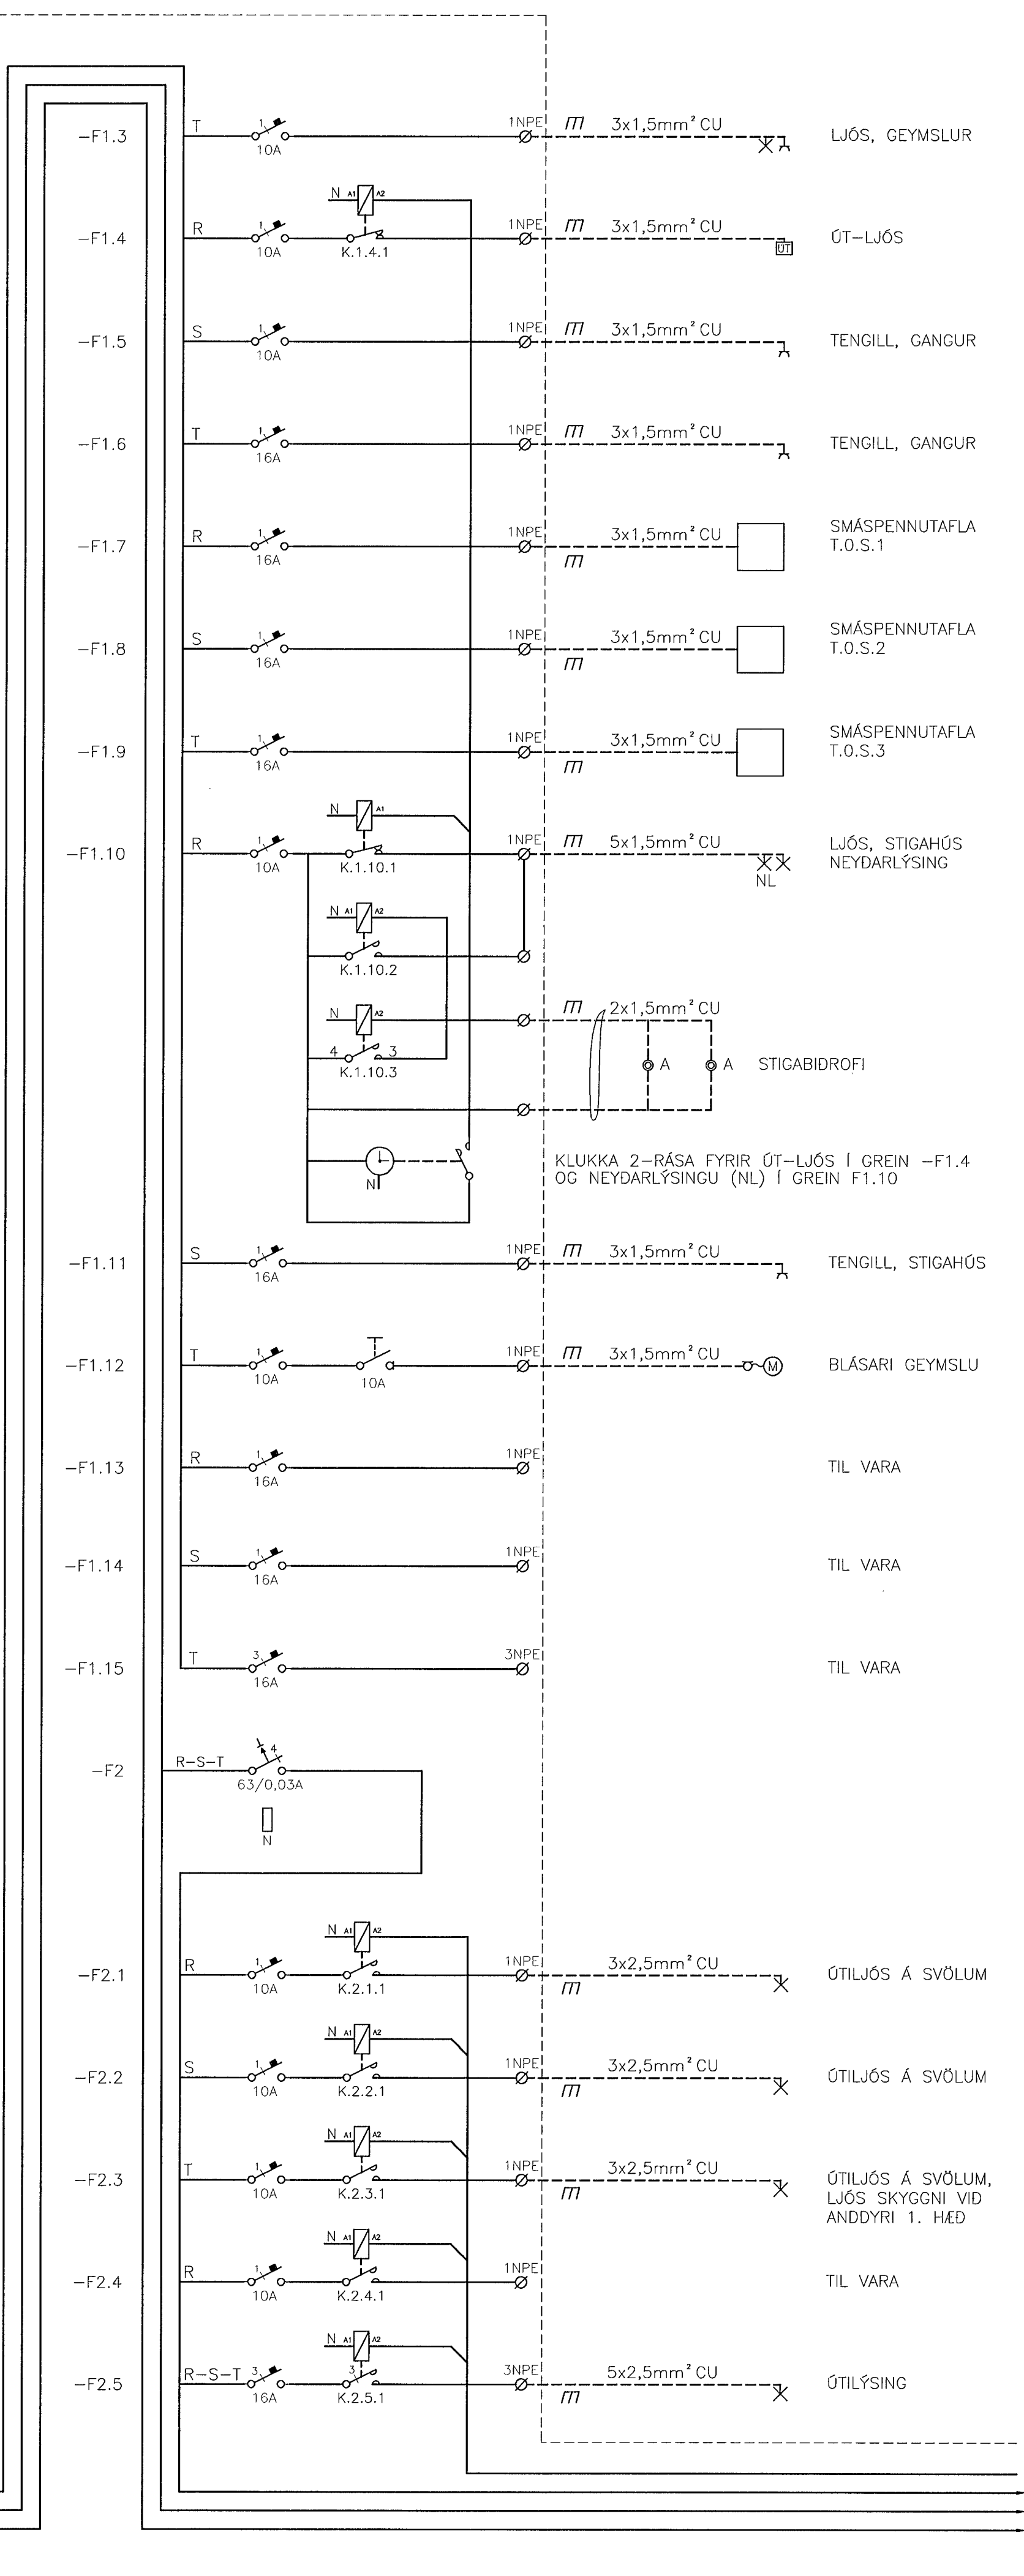 -F1.3 T 1 10A 1NPE 3x1,5mm² CU LJÓS, GEYMSLUR
N A1 A2
-F1.4 R 1 10A K.1.4.1 1NPE 3x1,5mm² CU ÚT ÚT-LJÓS
-F1.5 S 1 10A 1NPE 3x1,5mm² CU TENGILL, GANGUR
-F1.6 T 1 16A 1NPE 3x1,5mm² CU TENGILL, GANGUR
-F1.7 R 1 16A 1NPE 3x1,5mm² CU SMÁSPENNUTAFLA
T.O.S.1
-F1.8 S 1 16A 1NPE 3x1,5mm² CU SMÁSPENNUTAFLA
T.O.S.2
-F1.9 T 1 16A 1NPE 3x1,5mm² CU SMÁSPENNUTAFLA
T.O.S.3
N A1
-F1.10 R 1 10A K.1.10.1 1NPE 5x1,5mm² CU NL LJÓS, STIGAHÚS
NEYÐARLÝSING
N A1 A2
K.1.10.2
N A2 2x1,5mm² CU
4 3
K.1.10.3
A A STIGABIÐROFI
N
KLUKKA 2-RÁSA FYRIR ÚT-LJÓS Í GREIN -F1.4
OG NEYÐARLÝSINGU (NL) Í GREIN F1.10
-F1.11 S 1 16A 1NPE 3x1,5mm² CU TENGILL, STIGAHÚS
-F1.12 T 1 10A 10A 1NPE 3x1,5mm² CU M BLÁSARI GEYMSLU
-F1.13 R 1 16A 1NPE TIL VARA
-F1.14 S 1 16A 1NPE TIL VARA
-F1.15 T 3 16A 3NPE TIL VARA
-F2 R-S-T 4 63/0,03A
N
N A1 A2
-F2.1 R 1 10A K.2.1.1 1NPE 3x2,5mm² CU ÚTILJÓS Á SVÖLUM
N A1 A2
-F2.2 S 1 10A K.2.2.1 1NPE 3x2,5mm² CU ÚTILJÓS Á SVÖLUM
N A1 A2
-F2.3 T 1 10A K.2.3.1 1NPE 3x2,5mm² CU ÚTILJÓS Á SVÖLUM,
LJÓS SKYGGNI VIÐ
ANDDYRI 1. HÆÐ
N A1 A2
-F2.4 R 1 10A K.2.4.1 1NPE TIL VARA
N A1 A2
-F2.5 R-S-T 3 16A 3 K.2.5.1 3NPE 5x2,5mm² CU ÚTILÝSING